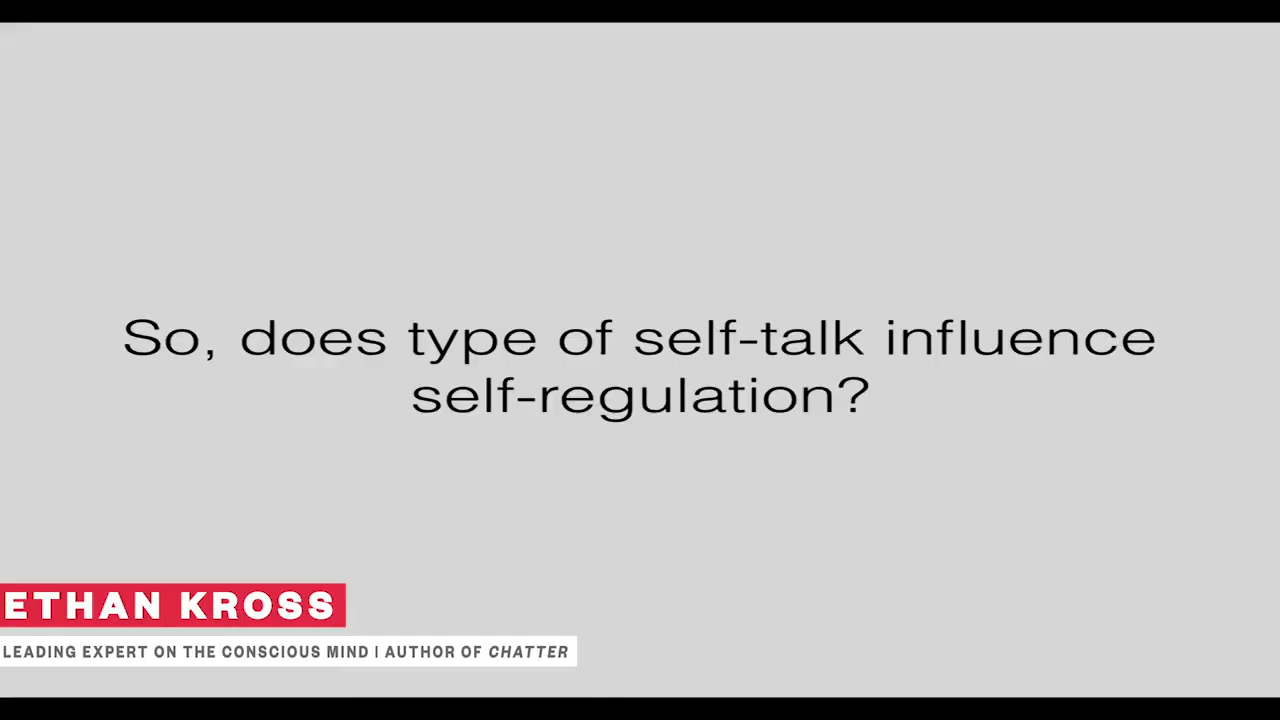 So, does type of self-talk influence
self-regulation?
ETHAN KROSS
LEADING EXPERT ON THE CONSCIOUS MIND | AUTHOR OF CHATTER